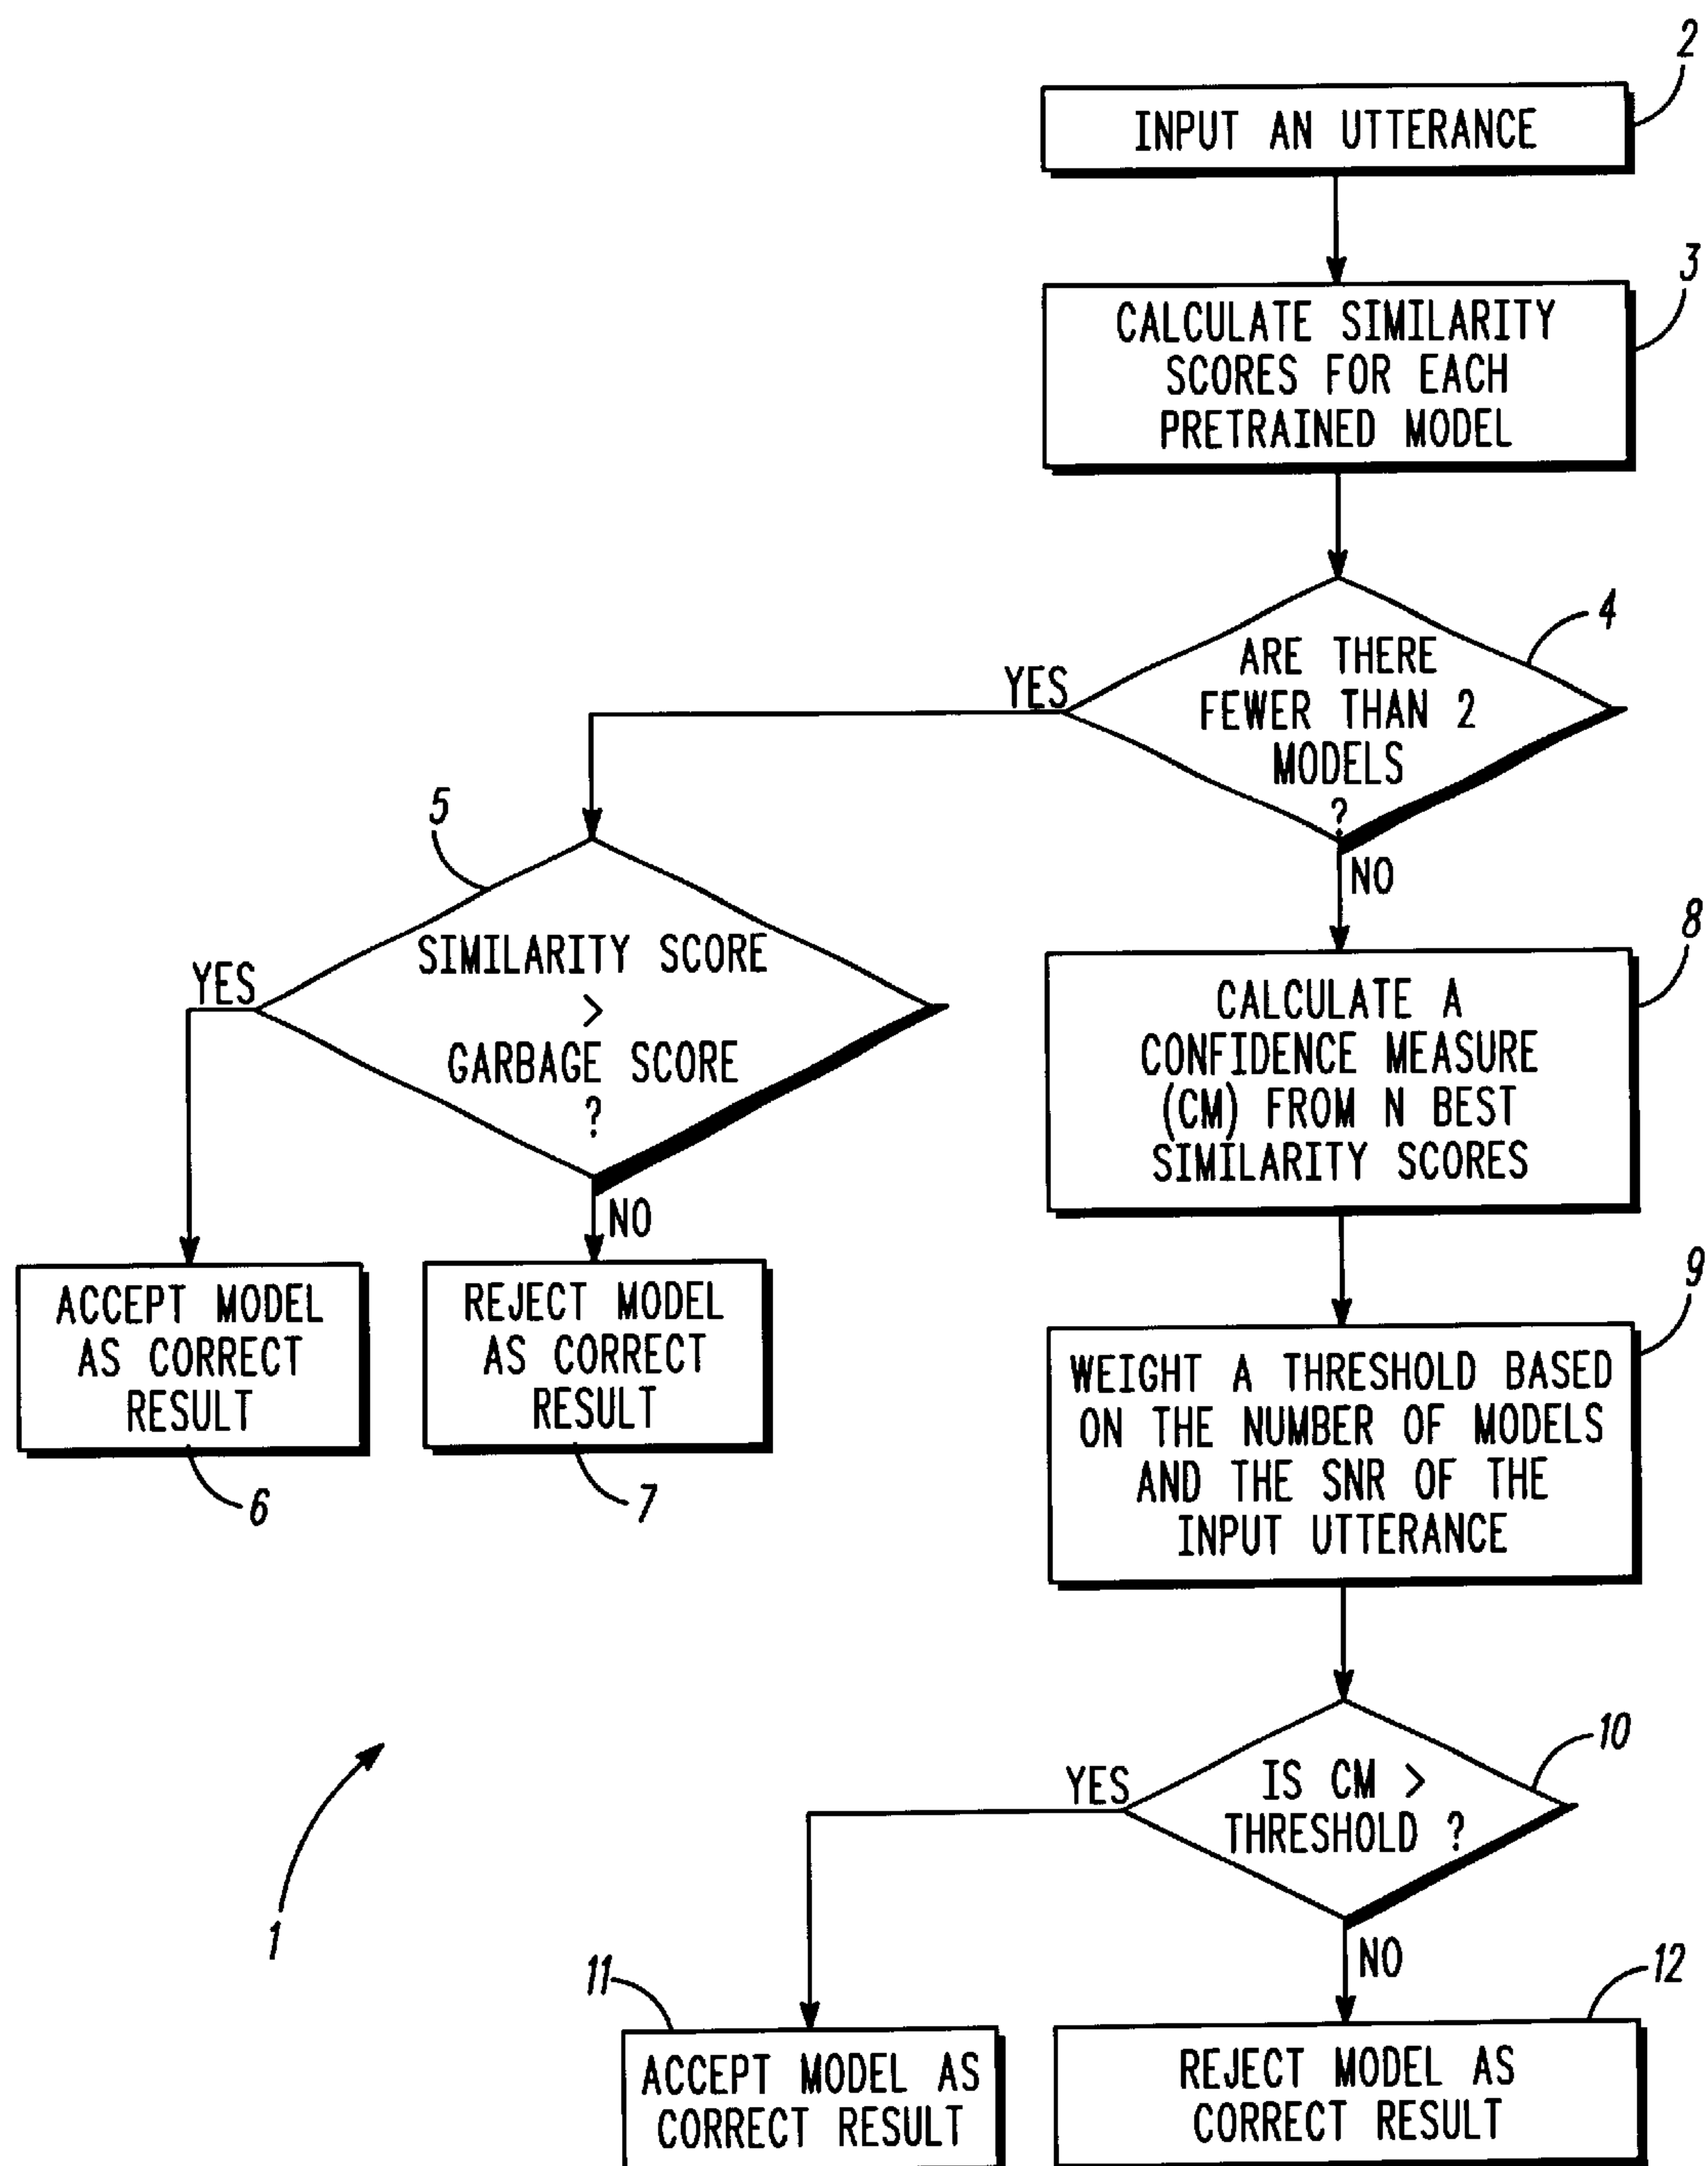 2
INPUT AN UTTERANCE
3
CALCULATE SIMILARITY
SCORES FOR EACH
PRETRAINED MODEL
4
ARE THERE
FEWER THAN 2
MODELS
?
YES
NO
5
SIMILARITY SCORE
>
GARBAGE SCORE
?
YES
NO
ACCEPT MODEL
AS CORRECT
RESULT
6
REJECT MODEL
AS CORRECT
RESULT
7
8
CALCULATE A
CONFIDENCE MEASURE
(CM) FROM N BEST
SIMILARITY SCORES
9
WEIGHT A THRESHOLD BASED
ON THE NUMBER OF MODELS
AND THE SNR OF THE
INPUT UTTERANCE
10
IS CM >
THRESHOLD ?
YES
NO
1
11
ACCEPT MODEL AS
CORRECT RESULT
12
REJECT MODEL AS
CORRECT RESULT